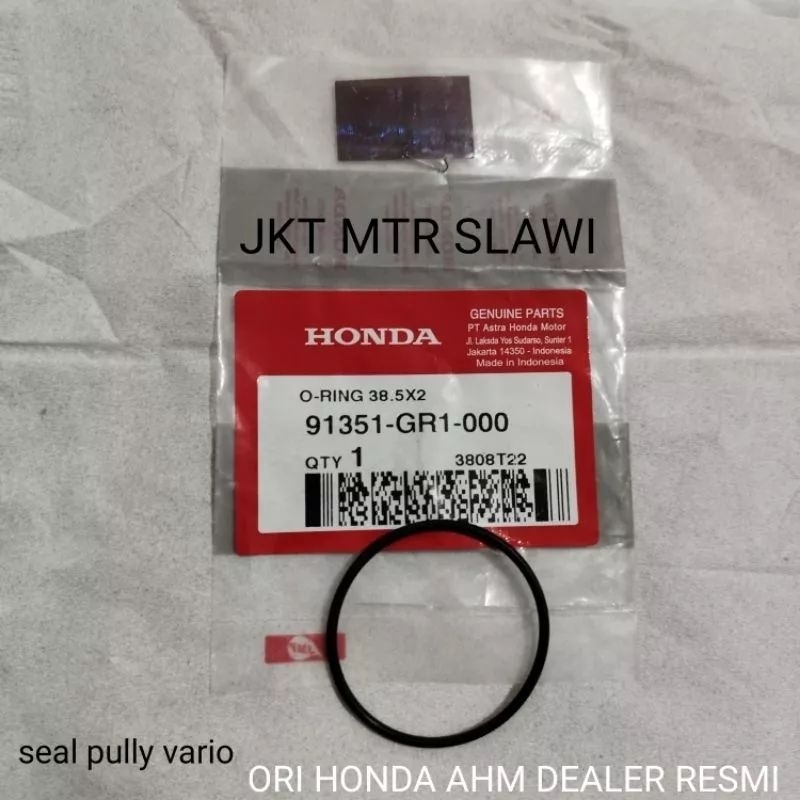 JKT MTR SLAWI
HONDA
GENUINE PARTS
PT Astra Honda Motor
Jl. Laksda Yos Sudarso, Sunter 1
Jakarta 14350 - Indonesia
Made in Indonesia
O-RING 38.5X2
91351-GR1-000
QTY 1
3808T22
seal pully vario
ORI HONDA AHM DEALER RESMI